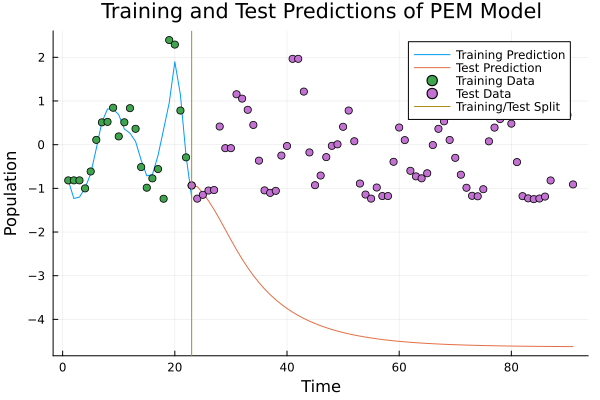 Training and Test Predictions of PEM Model
Training Prediction
Test Prediction
Training Data
Test Data
Training/Test Split
Population
2
1
0
−1
−2
−3
−4
0 20 40 60 80
Time